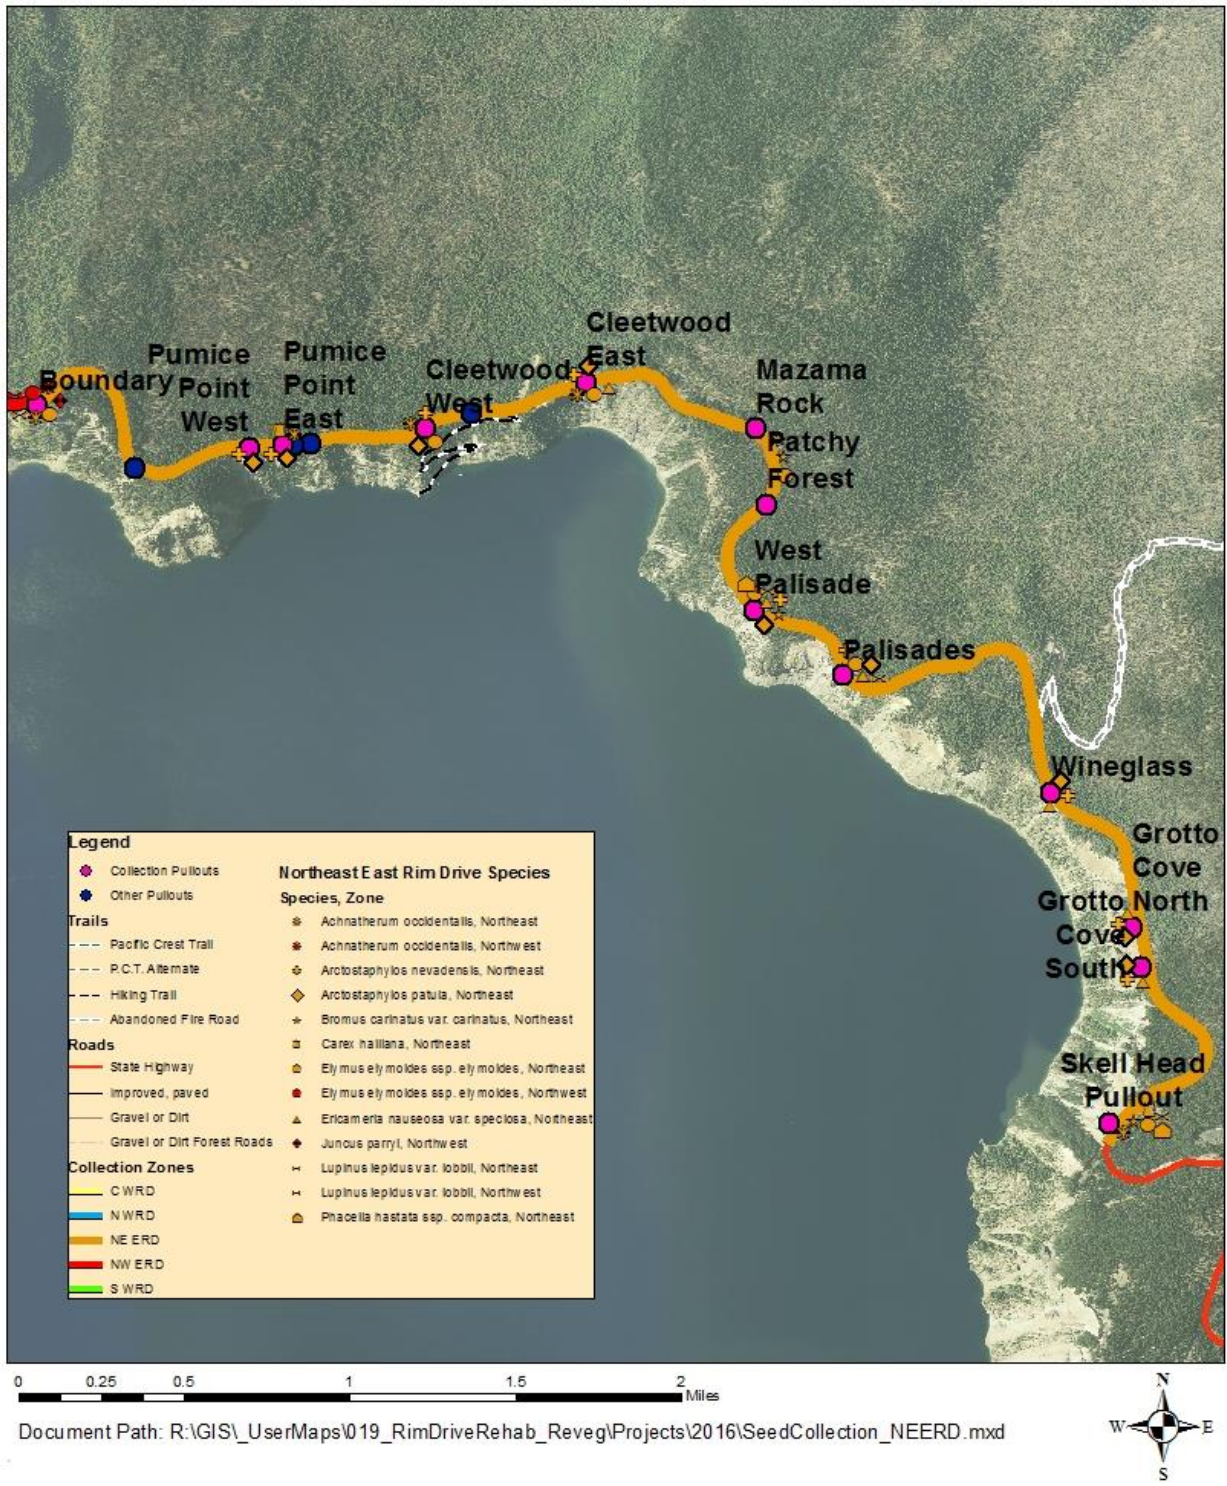 Cleetwood
East
Pumice
Point
West
Pumice
Point
East
Boundary
Cleetwood
West
Mazama
Rock
Patchy
Forest
West
Palisade
Palisades
Wineglass
Grotto
Cove
North
Grotto
Cove
South
Skell Head
Pullout
Legend
Collection Pullouts
Other Pullouts
Trails
Pacific Crest Trail
P.C.T. Alternate
Hiking Trail
Abandoned Fire Road
Roads
State Highway
Improved, paved
Gravel or Dirt
Gravel or Dirt Forest Roads
Collection Zones
CWRD
NWRD
NE ERD
NW ERD
SWRD
Northeast East Rim Drive Species
Species, Zone
Achnatherum occidentalis, Northeast
Achnatherum occidentalis, Northwest
Arctostaphylos nevadensis, Northeast
Arctostaphylos patula, Northeast
Bromus carinatus var. carinatus, Northeast
Carex halliana, Northeast
Elymus elymoides ssp. elymoides, Northeast
Elymus elymoides ssp. elymoides, Northwest
Ericameria nauseosa var. speciosa, Northeast
Juncus parryi, Northwest
Lupinus lepidus var. lobbii, Northeast
Lupinus lepidus var. lobbii, Northwest
Phacelia hastata ssp. compacta, Northeast
0 0.25 0.5 1 1.5 2
Miles
Document Path: R:\GIS\_UserMaps\019_RimDriveRehab_Reveg\Projects\2016\SeedCollection_NEERD.mxd
N
W E
S